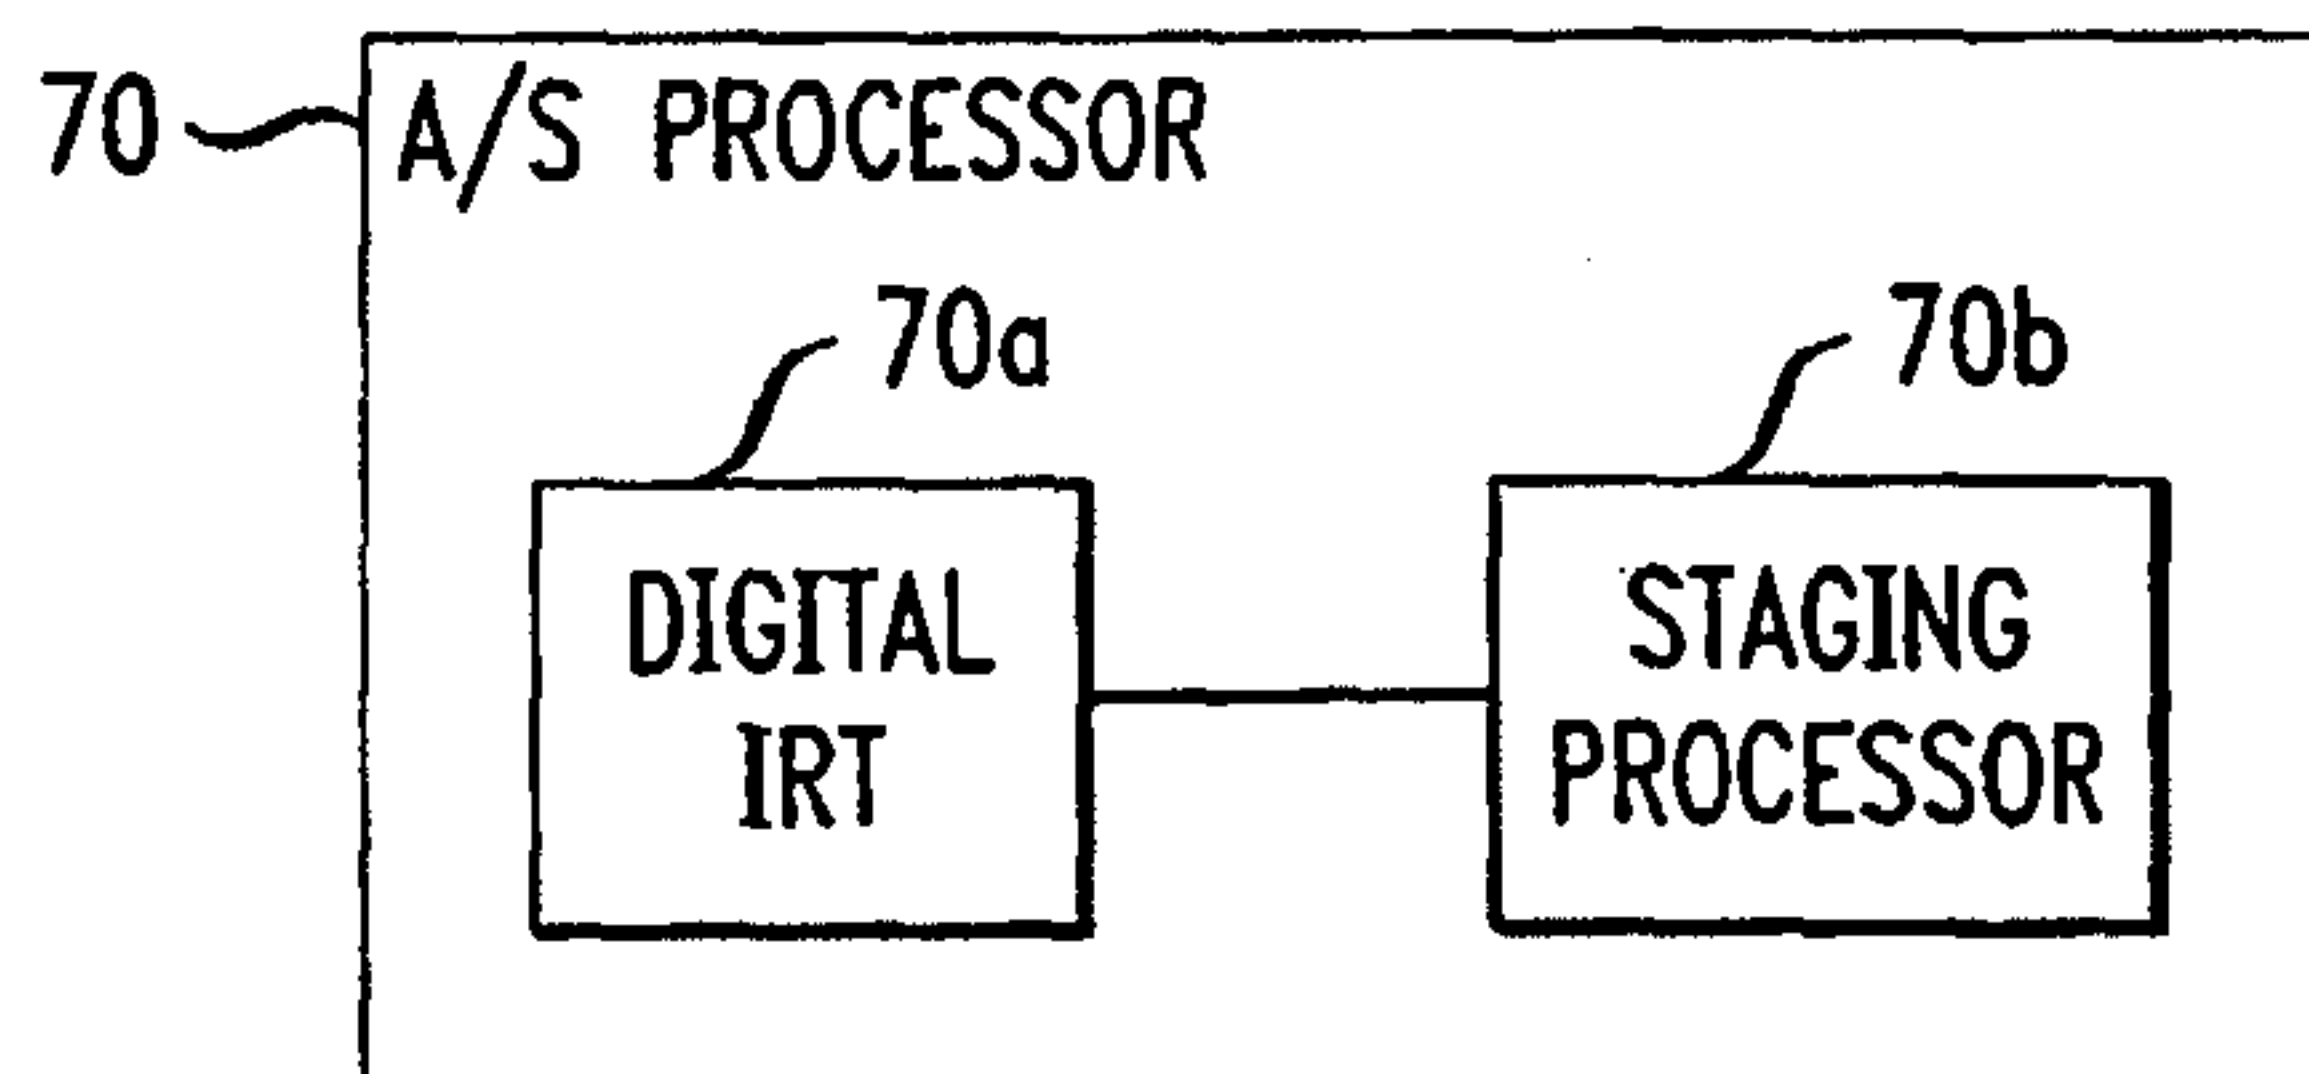 70 A/S PROCESSOR
70a 70b
DIGITAL
IRT
STAGING
PROCESSOR